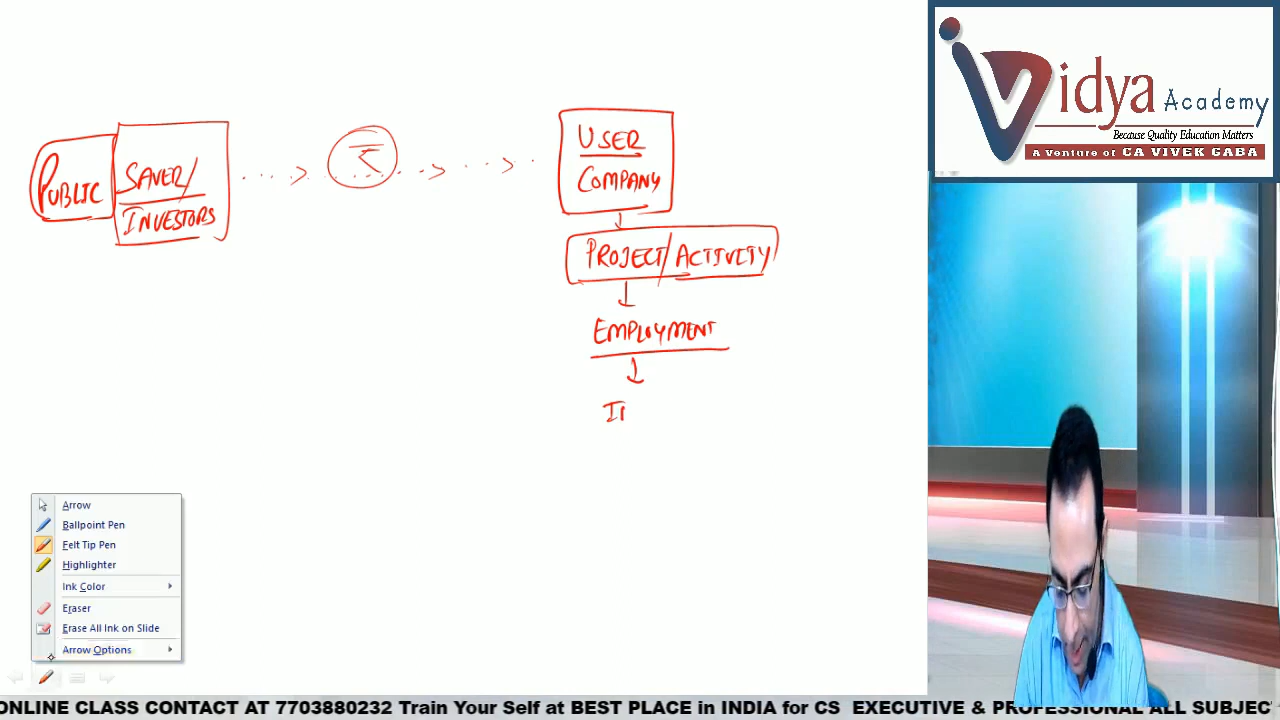 PUBLIC
SAVER/
INVESTORS
₹
USER
COMPANY
PROJECT/ACTIVITY
EMPLOYMENT
Arrow
Ballpoint Pen
Felt Tip Pen
Highlighter
Ink Color
Eraser
Erase All Ink on Slide
Arrow Options
Vidya Academy
Because Quality Education Matters
A Venture of CA VIVEK GABA
ONLINE CLASS CONTACT AT 7703880232 Train Your Self at BEST PLACE in INDIA for CS EXECUTIVE & PROFESSIONAL ALL SUBJEC